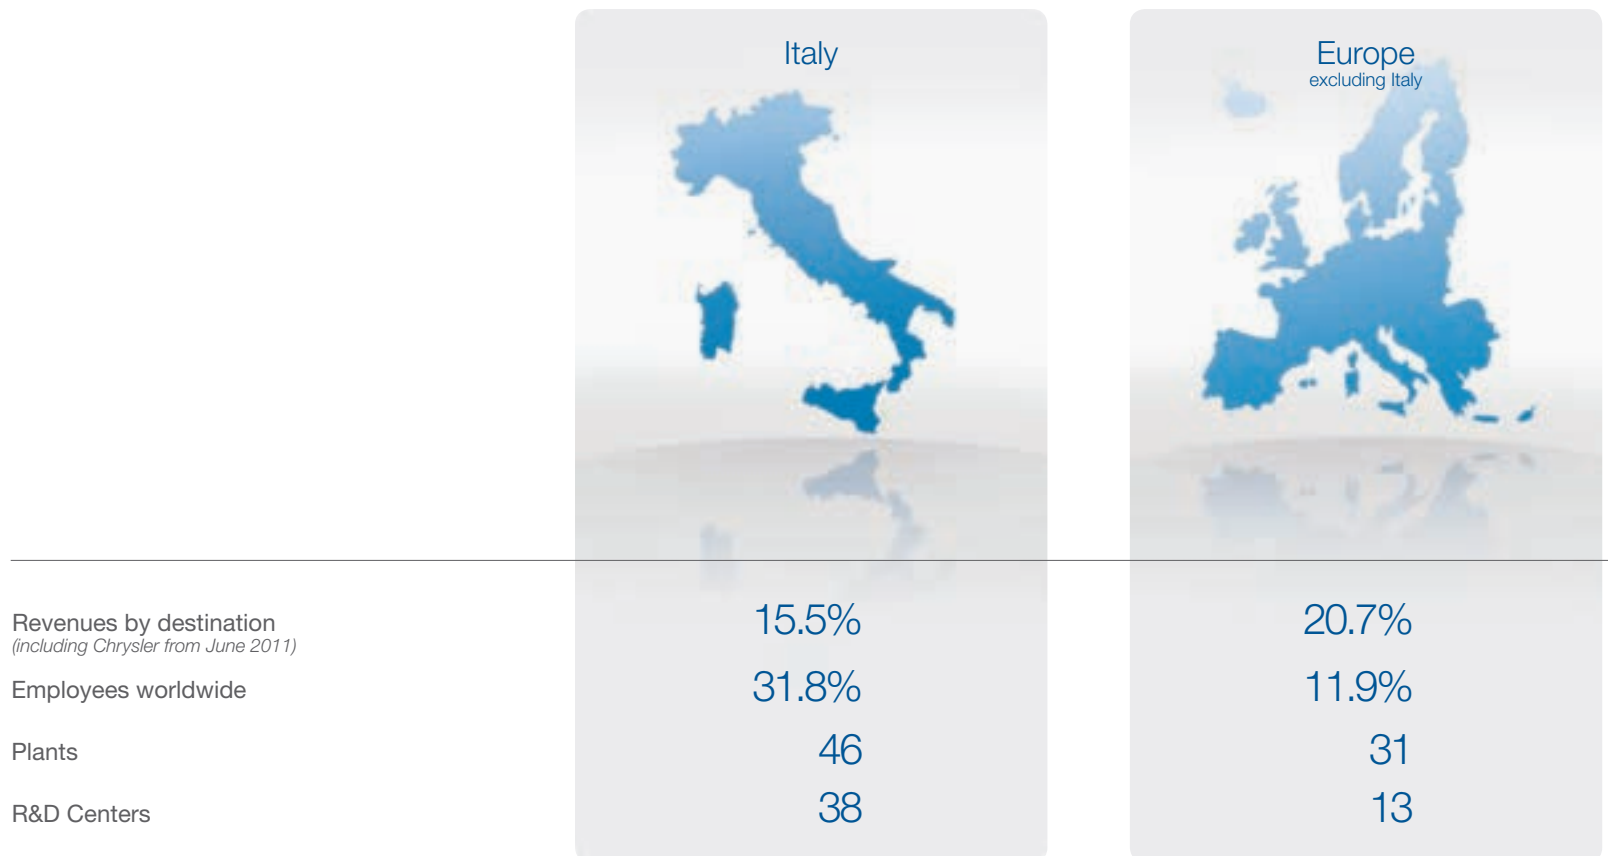 Italy
Europe
excluding Italy
Revenues by destination 15.5% 20.7%
(including Chrysler from June 2011)
Employees worldwide 31.8% 11.9%
Plants 46 31
R&D Centers 38 13